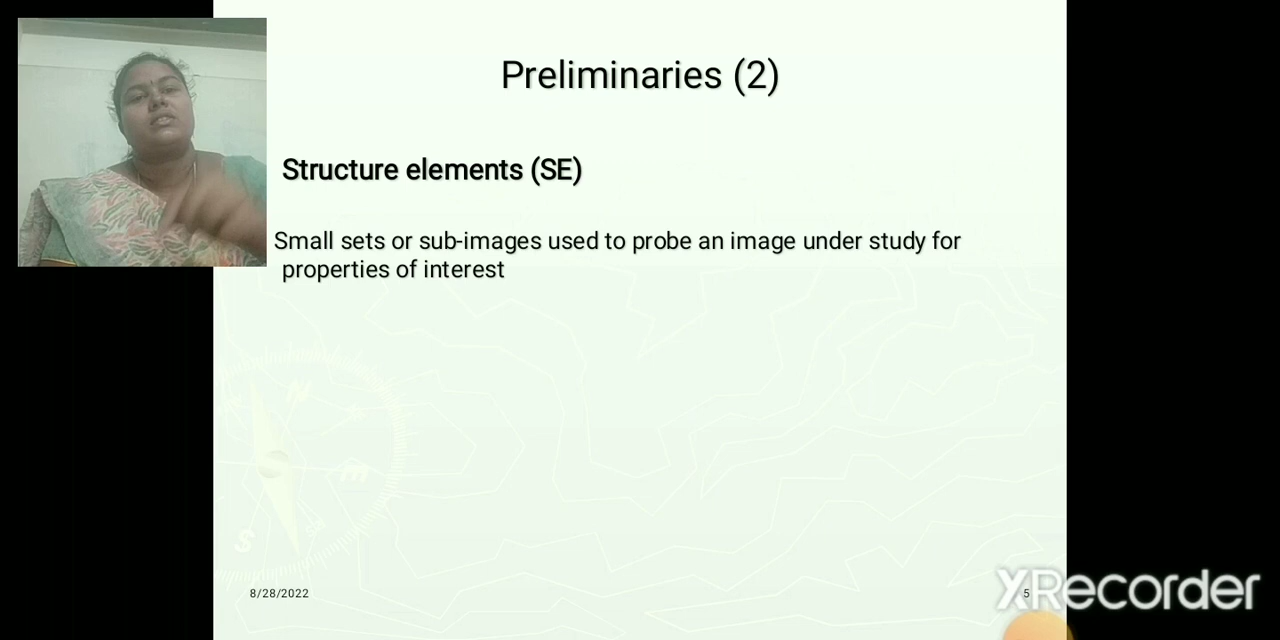 Preliminaries (2)
Structure elements (SE)
Small sets or sub-images used to probe an image under study for
properties of interest
8/28/2022
5
XRecorder